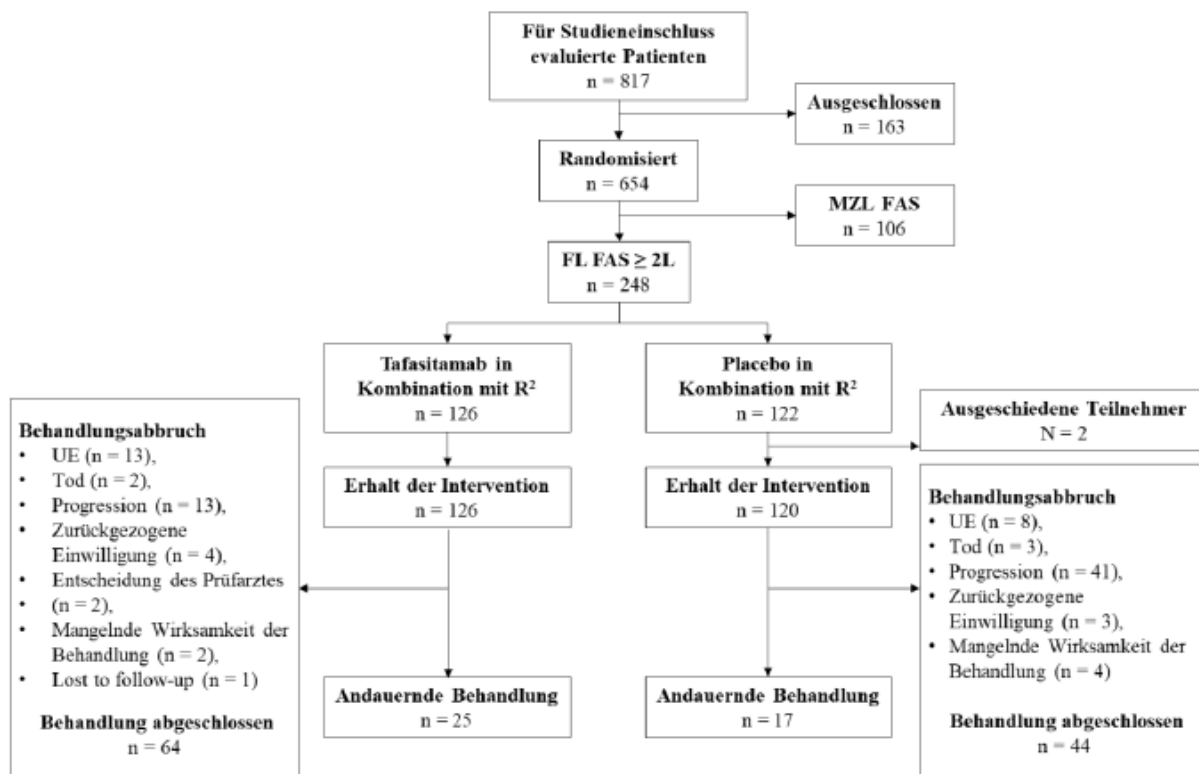 Für Studieneinschluss
evaluierte Patienten
n = 817
Ausgeschlossen
n = 163
Randomisiert
n = 654
MZL FAS
n = 106
FL FAS ≥ 2L
n = 248
Tafasitamab in
Kombination mit R²
n = 126
Placebo in
Kombination mit R²
n = 122
Ausgeschiedene Teilnehmer
N = 2
Behandlungsabbruch
• UE (n = 13),
• Tod (n = 2),
• Progression (n = 13),
• Zurückgezogene
Einwilligung (n = 4),
• Entscheidung des Prüfarztes
• (n = 2),
• Mangelnde Wirksamkeit der
Behandlung (n = 2),
• Lost to follow-up (n = 1)
Behandlung abgeschlossen
n = 64
Erhalt der Intervention
n = 126
Erhalt der Intervention
n = 120
Behandlungsabbruch
• UE (n = 8),
• Tod (n = 3),
• Progression (n = 41),
• Zurückgezogene
Einwilligung (n = 3),
• Mangelnde Wirksamkeit der
Behandlung (n = 4)
Behandlung abgeschlossen
n = 44
Andauernde Behandlung
n = 25
Andauernde Behandlung
n = 17